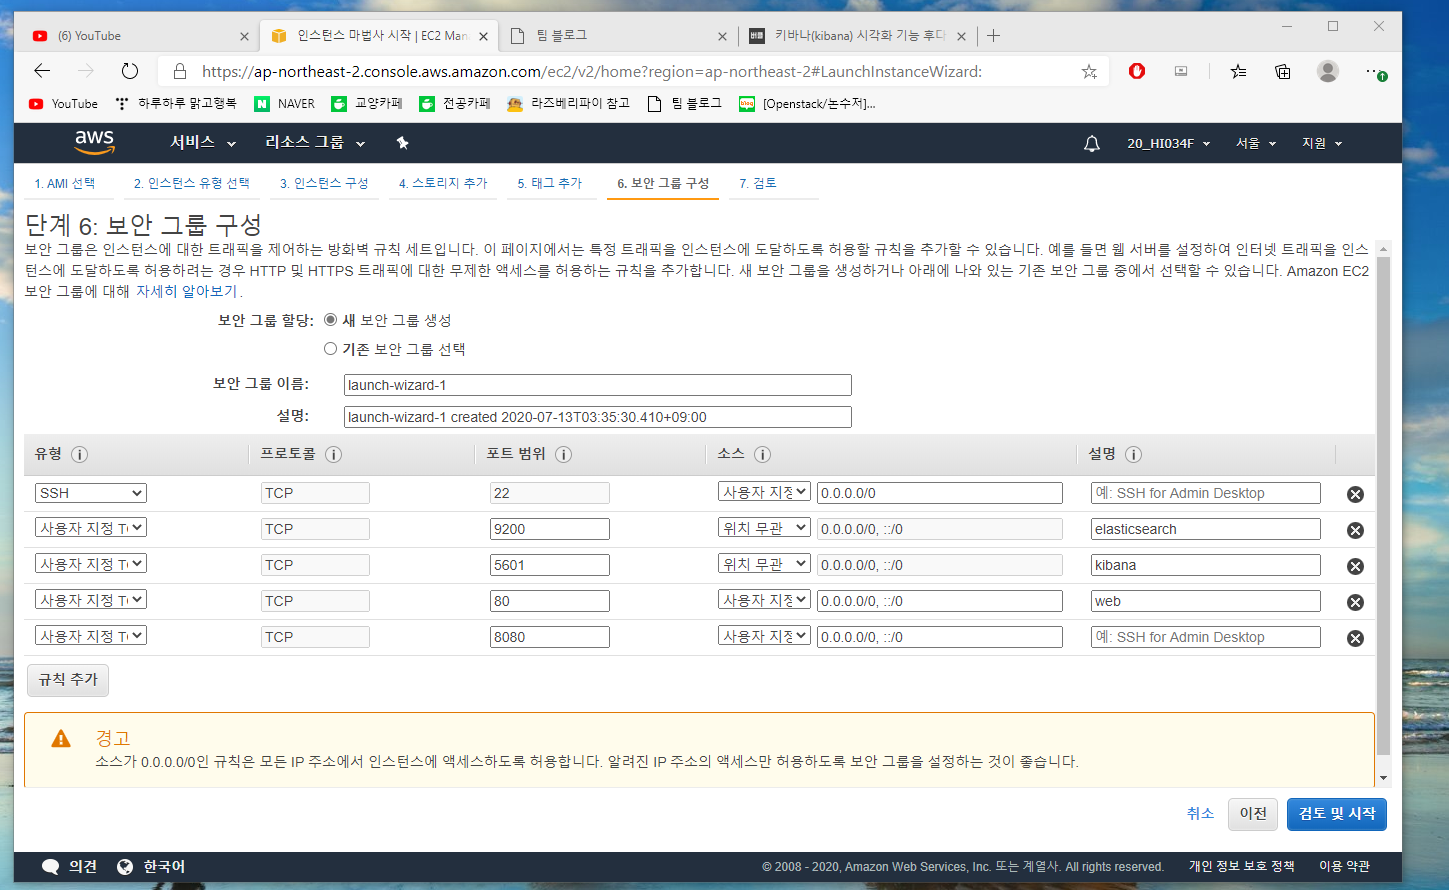 (6) YouTube
인스턴스 마법사 시작 | EC2 Man
팀 블로그
키바나(kibana) 시각화 기능 후다
https://ap-northeast-2.console.aws.amazon.com/ec2/v2/home?region=ap-northeast-2#LaunchInstanceWizard:
YouTube
하루하루 맑고행복
NAVER
교양카페
전공카페
라즈베리파이 참고
팀 블로그
[Openstack/논수저]...
aws
서비스
리소스 그룹
20_HI034F
서울
지원
1. AMI 선택
2. 인스턴스 유형 선택
3. 인스턴스 구성
4. 스토리지 추가
5. 태그 추가
6. 보안 그룹 구성
7. 검토
단계 6: 보안 그룹 구성
보안 그룹은 인스턴스에 대한 트래픽을 제어하는 방화벽 규칙 세트입니다. 이 페이지에서는 특정 트래픽을 인스턴스에 도달하도록 허용할 규칙을 추가할 수 있습니다. 예를 들면 웹 서버를 설정하여 인터넷 트래픽을 인스
턴스에 도달하도록 허용하려는 경우 HTTP 및 HTTPS 트래픽에 대한 무제한 액세스를 허용하는 규칙을 추가합니다. 새 보안 그룹을 생성하거나 아래에 나와 있는 기존 보안 그룹 중에서 선택할 수 있습니다. Amazon EC2
보안 그룹에 대해 자세히 알아보기.
보안 그룹 할당: 새 보안 그룹 생성
기존 보안 그룹 선택
보안 그룹 이름: launch-wizard-1
설명: launch-wizard-1 created 2020-07-13T03:35:30.410+09:00
유형 프로토콜 포트 범위 소스 설명
SSH TCP 22 사용자 지정 0.0.0.0/0 예: SSH for Admin Desktop
사용자 지정 T TCP 9200 위치 무관 0.0.0.0/0, ::/0 elasticsearch
사용자 지정 T TCP 5601 위치 무관 0.0.0.0/0, ::/0 kibana
사용자 지정 T TCP 80 사용자 지정 0.0.0.0/0, ::/0 web
사용자 지정 T TCP 8080 사용자 지정 0.0.0.0/0, ::/0 예: SSH for Admin Desktop
규칙 추가
경고
소스가 0.0.0.0/0인 규칙은 모든 IP 주소에서 인스턴스에 액세스하도록 허용합니다. 알려진 IP 주소의 액세스만 허용하도록 보안 그룹을 설정하는 것이 좋습니다.
취소
이전
검토 및 시작
의견
한국어
© 2008 - 2020, Amazon Web Services, Inc. 또는 계열사. All rights reserved.
개인 정보 보호 정책
이용 약관